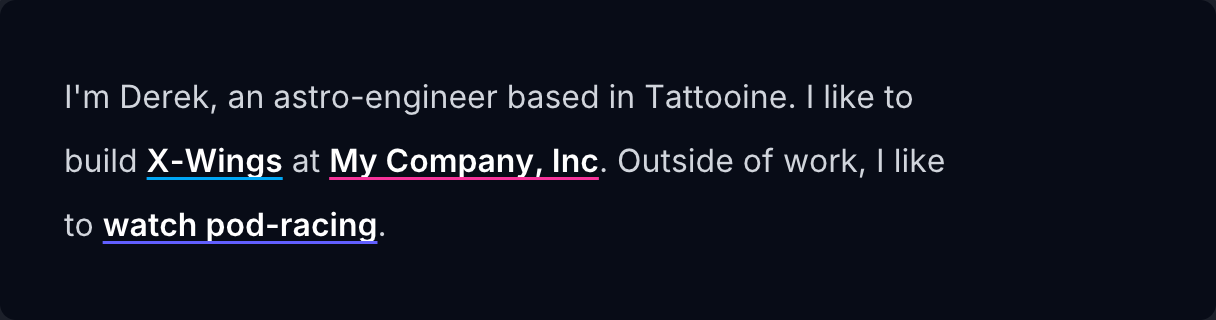 I'm Derek, an astro-engineer based in Tattooine. I like to
build X-Wings at My Company, Inc. Outside of work, I like
to watch pod-racing.